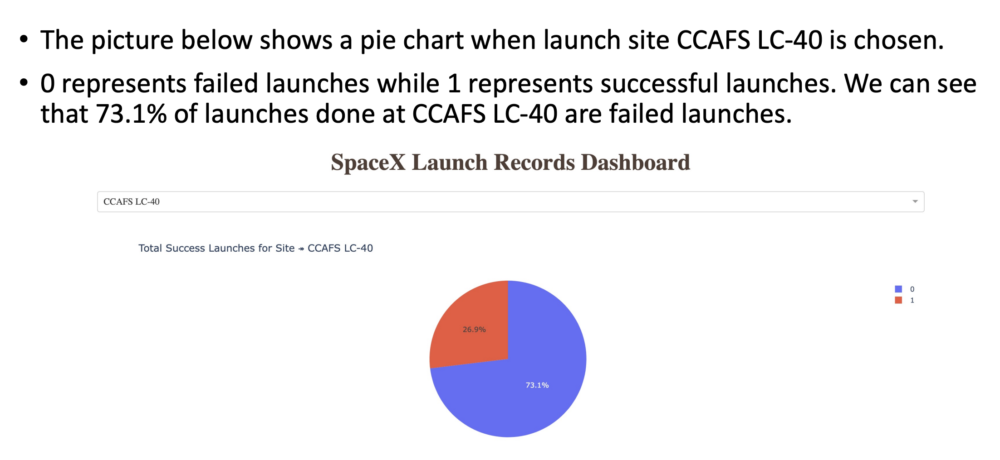 • The picture below shows a pie chart when launch site CCAFS LC-40 is chosen.
• 0 represents failed launches while 1 represents successful launches. We can see
that 73.1% of launches done at CCAFS LC-40 are failed launches.
SpaceX Launch Records Dashboard
CCAFS LC-40
Total Success Launches for Site ↠ CCAFS LC-40
0
1
26.9%
73.1%